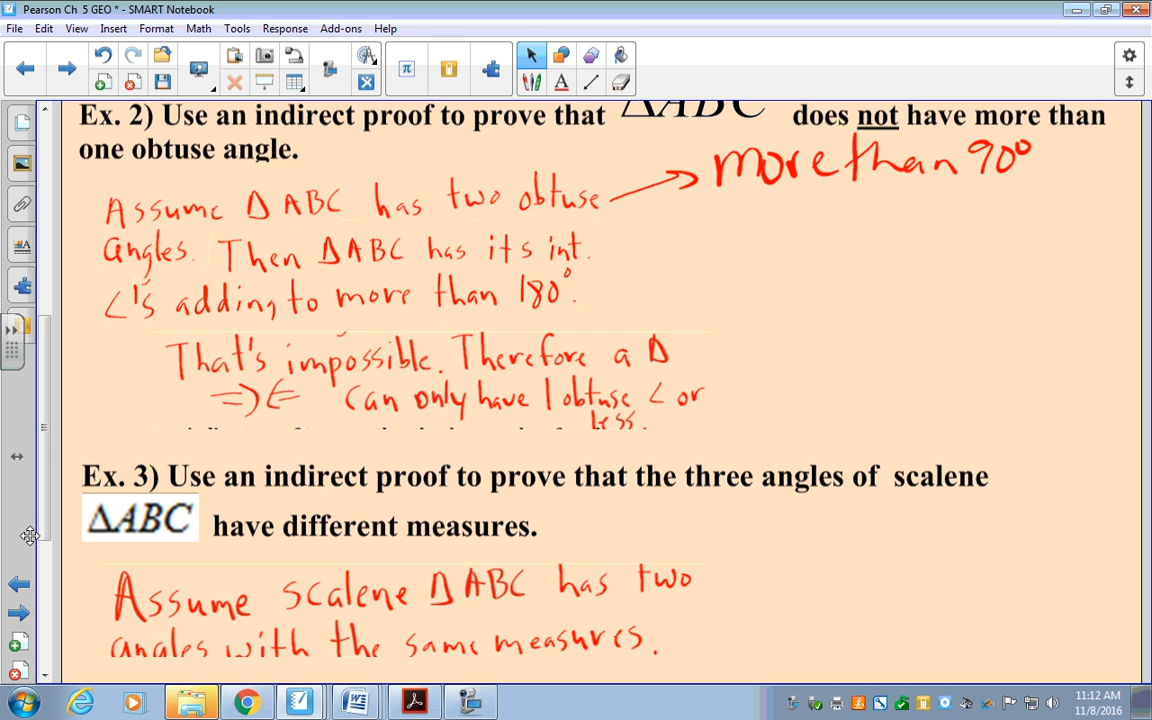 Pearson Ch 5 GEO * - SMART Notebook
File Edit View Insert Format Math Tools Response Add-ons Help
Ex. 2) Use an indirect proof to prove that ΔABC does not have more than
one obtuse angle.
more than 90°
Assume Δ ABC has two obtuse
angles. Then ΔABC has its int.
∠'s adding to more than 180°.
That's impossible. Therefore a Δ
⇒⇐ can only have 1 obtuse ∠ or
less
Ex. 3) Use an indirect proof to prove that the three angles of scalene
ΔABC have different measures.
Assume scalene Δ ABC has two
angles with the same measures.
11:12 AM
11/8/2016